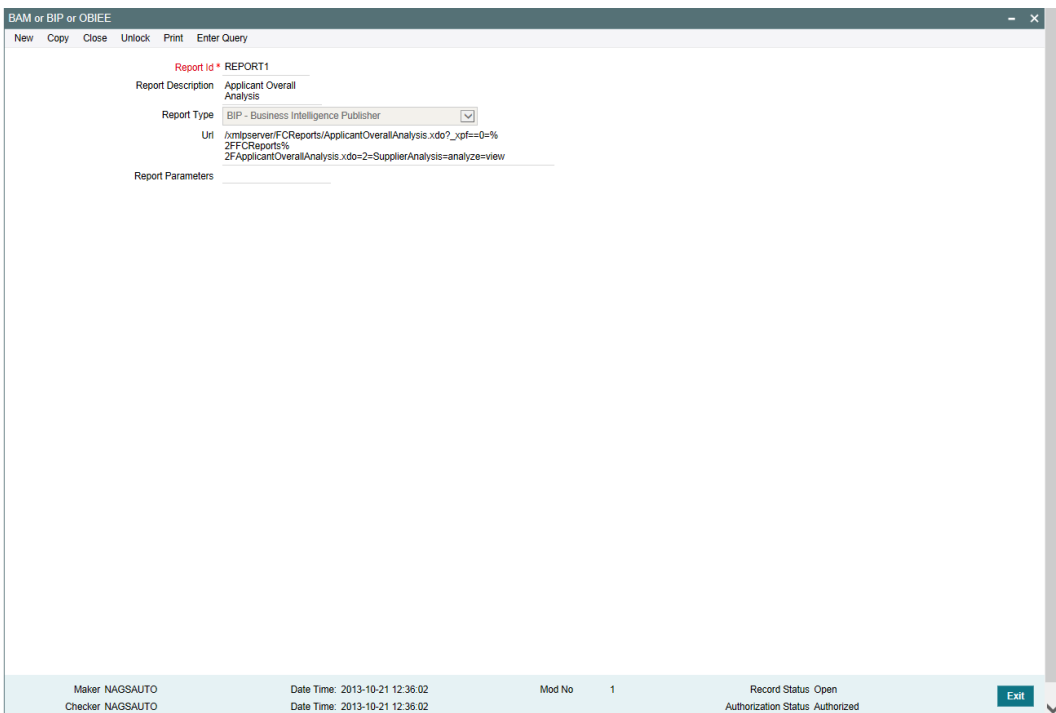 BAM or BIP or OBIEE
New Copy Close Unlock Print Enter Query
Report Id * REPORT1
Report Description Applicant Overall
Analysis
Report Type BIP - Business Intelligence Publisher
Url /xmlpserver/FCReports/ApplicantOverallAnalysis.xdo?_xpf==0=%
2FFCReports%
2FApplicantOverallAnalysis.xdo=2=SupplierAnalysis=analyze=view
Report Parameters
Maker NAGSAUTO Date Time: 2013-10-21 12:36:02 Mod No 1 Record Status Open
Exit
Checker NAGSAUTO Date Time: 2013-10-21 12:36:02 Authorization Status Authorized